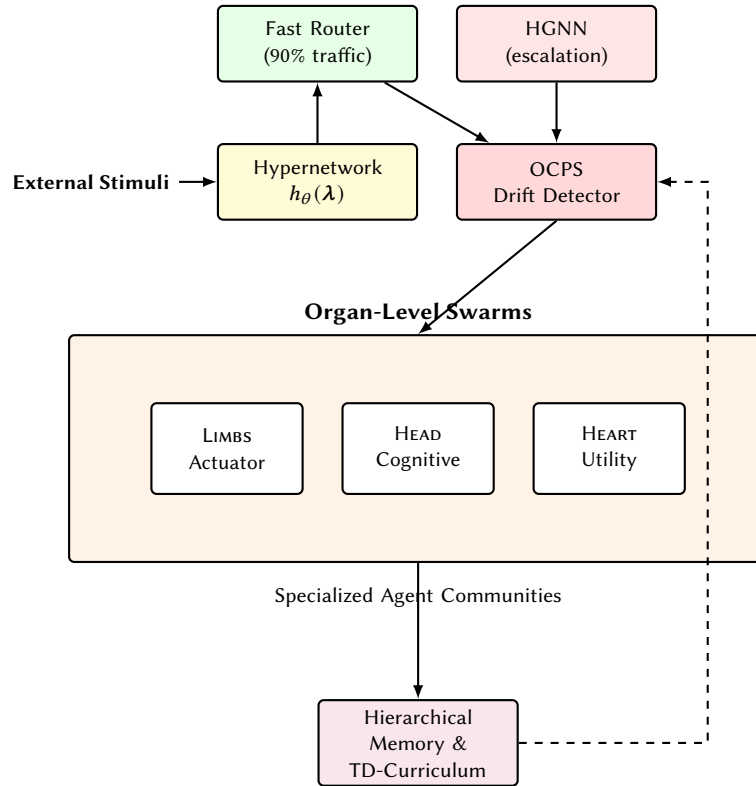 Fast Router
(90% traffic)
HGNN
(escalation)
External Stimuli
Hypernetwork
h_θ(λ)
OCPS
Drift Detector
Organ-Level Swarms
Limbs
Actuator
Head
Cognitive
Heart
Utility
Specialized Agent Communities
Hierarchical
Memory &
TD-Curriculum